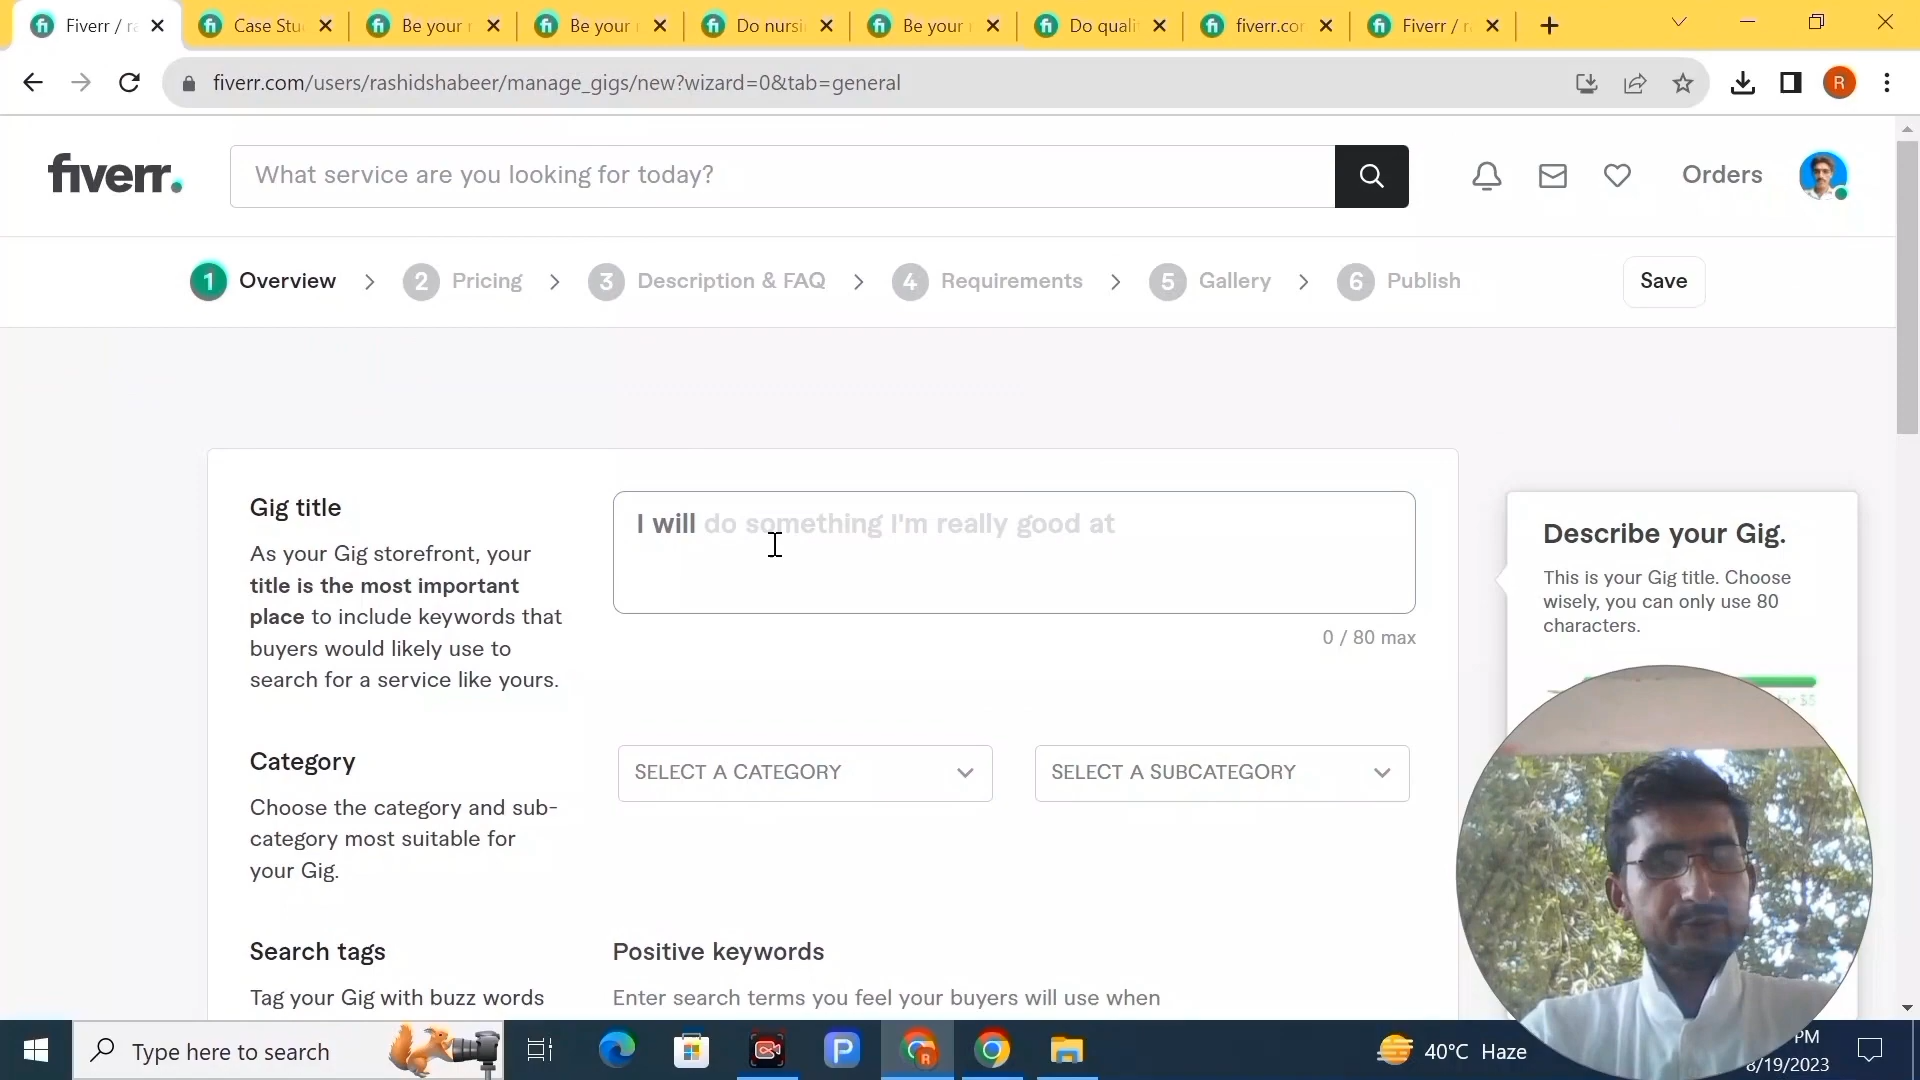 Fiverr / ra
Case Stu
Be your r
Be your r
Do nursi
Be your
Do quali
fiverr.co
Fiverr / r
fiverr.com/users/rashidshabeer/manage_gigs/new?wizard=0&tab=general
R
fiverr.
What service are you looking for today?
Orders
1 Overview
2 Pricing
3 Description & FAQ
4 Requirements
5 Gallery
6 Publish
Save
Gig title
As your Gig storefront, your
title is the most important
place to include keywords that
buyers would likely use to
search for a service like yours.
I will do something I'm really good at
0 / 80 max
Describe your Gig.
This is your Gig title. Choose
wisely, you can only use 80
characters.
Category
Choose the category and sub-
category most suitable for
your Gig.
SELECT A CATEGORY
SELECT A SUBCATEGORY
Search tags
Tag your Gig with buzz words
Positive keywords
Enter search terms you feel your buyers will use when
Type here to search
40°C Haze
PM
8/19/2023